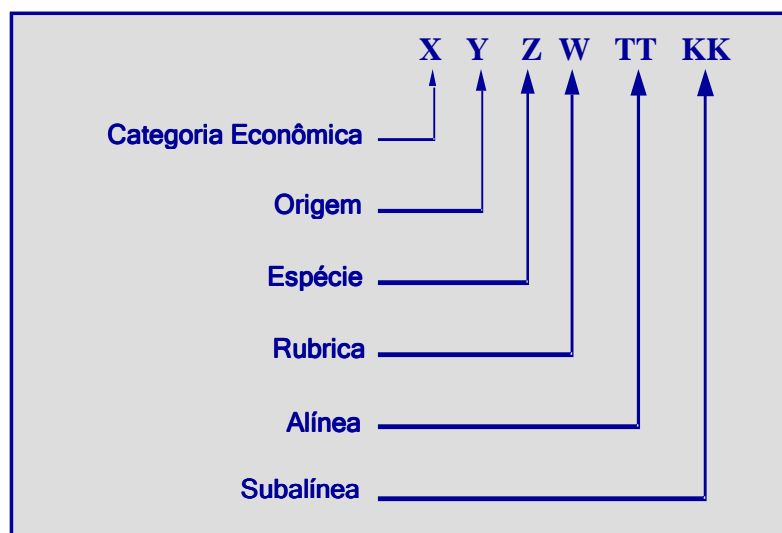 X Y Z W TT KK
Categoria Econômica
Origem
Espécie
Rubrica
Alínea
Subalínea